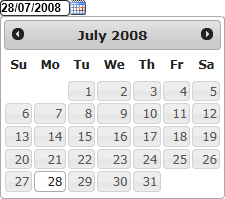 28/07/2008
July 2008
Su Mo Tu We Th Fr Sa
1 2 3 4 5
6 7 8 9 10 11 12
13 14 15 16 17 18 19
20 21 22 23 24 25 26
27 28 29 30 31